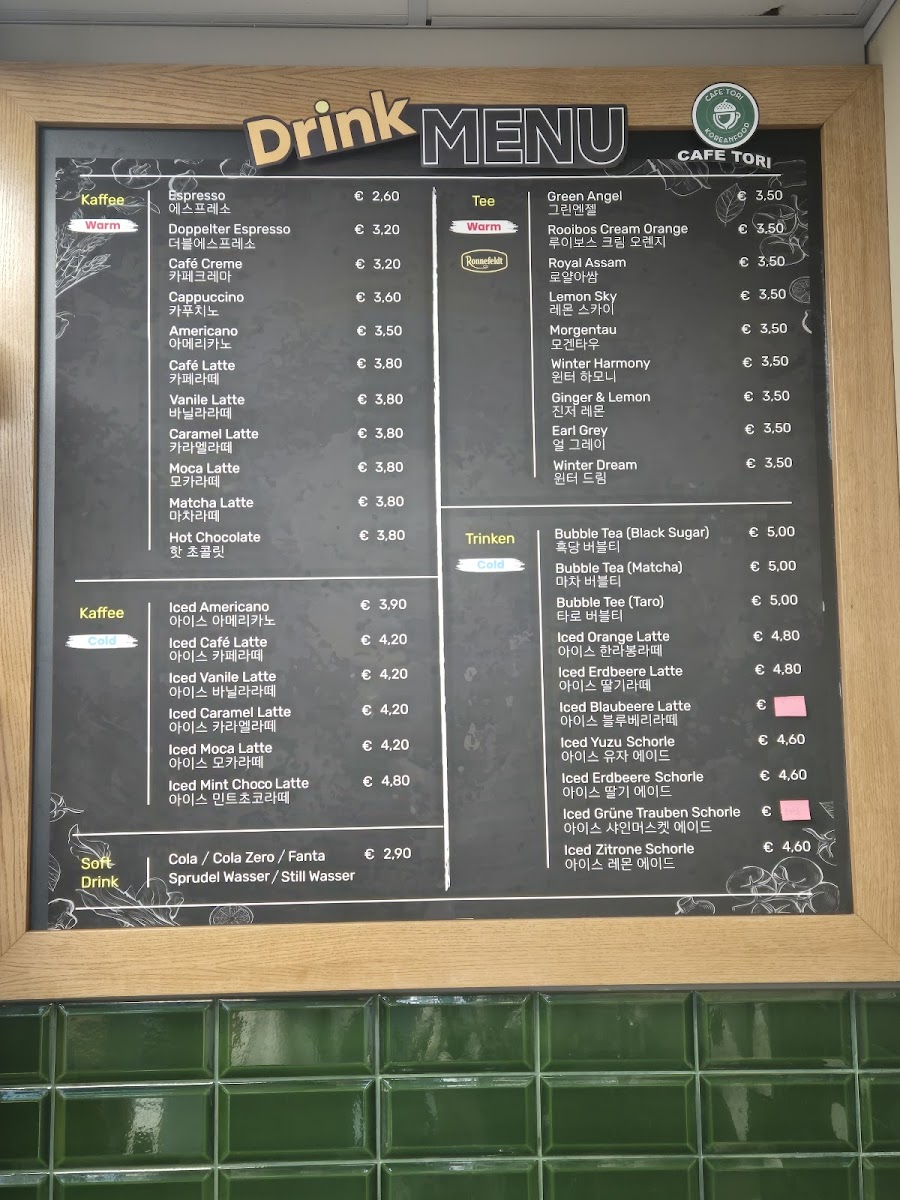 Drink MENU
CAFE TORI
KOREANFOOD
CAFE TORI
Kaffee
Warm
Espresso € 2,60
에스프레소
Doppelter Espresso € 3,20
더블에스프레소
Café Creme € 3,20
카페크레마
Cappuccino € 3,60
카푸치노
Americano € 3,50
아메리카노
Café Latte € 3,80
카페라떼
Vanile Latte € 3,80
바닐라라떼
Caramel Latte € 3,80
카라멜라떼
Moca Latte € 3,80
모카라떼
Matcha Latte € 3,80
마차라떼
Hot Chocolate € 3,80
핫 초콜릿
Kaffee
Cold
Iced Americano € 3,90
아이스 아메리카노
Iced Café Latte € 4,20
아이스 카페라떼
Iced Vanile Latte € 4,20
아이스 바닐라라떼
Iced Caramel Latte € 4,20
아이스 카라멜라떼
Iced Moca Latte € 4,20
아이스 모카라떼
Iced Mint Choco Latte € 4,80
아이스 민트초코라떼
Soft
Drink
Cola / Cola Zero / Fanta € 2,90
Sprudel Wasser / Still Wasser
Tee
Warm
Ronnefeldt
Green Angel € 3,50
그린엔젤
Rooibos Cream Orange € 3,50
루이보스 크림 오렌지
Royal Assam € 3,50
로얄아쌈
Lemon Sky € 3,50
레몬 스카이
Morgentau € 3,50
모겐타우
Winter Harmony € 3,50
윈터 하모니
Ginger & Lemon € 3,50
진저 레몬
Earl Grey € 3,50
얼 그레이
Winter Dream € 3,50
윈터 드림
Trinken
Cold
Bubble Tea (Black Sugar) € 5,00
흑당 버블티
Bubble Tea (Matcha) € 5,00
마차 버블티
Bubble Tee (Taro) € 5,00
타로 버블티
Iced Orange Latte € 4,80
아이스 한라봉라떼
Iced Erdbeere Latte € 4,80
아이스 딸기라떼
Iced Blaubeere Latte €
아이스 블루베리라떼
Iced Yuzu Schorle € 4,60
아이스 유자 에이드
Iced Erdbeere Schorle € 4,60
아이스 딸기 에이드
Iced Grüne Trauben Schorle €
아이스 샤인머스켓 에이드
Iced Zitrone Schorle € 4,60
아이스 레몬 에이드